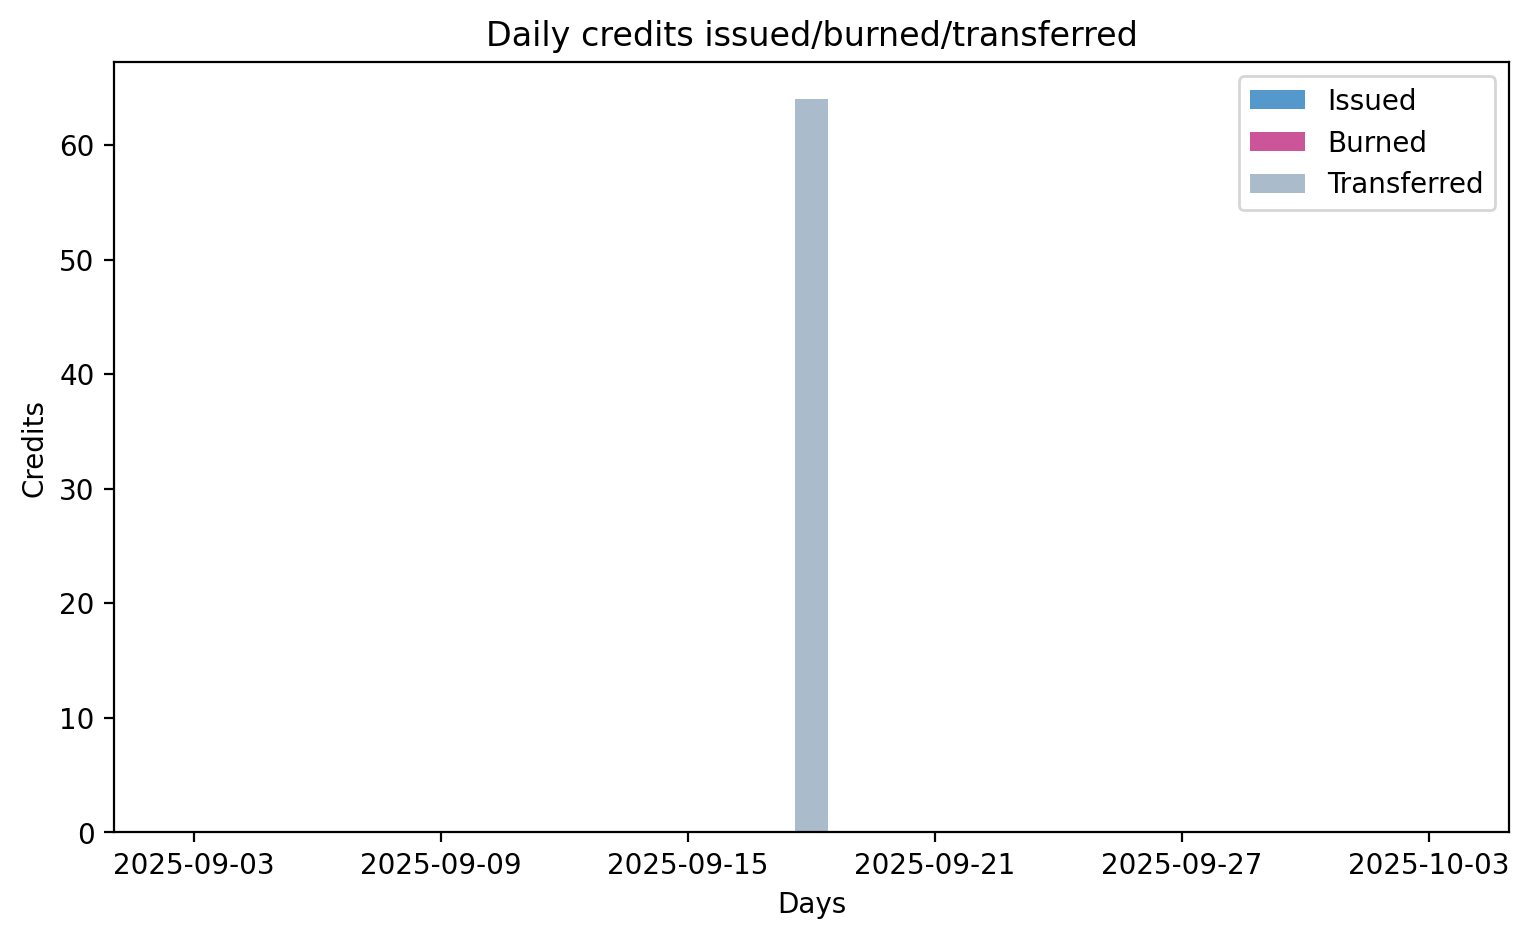 Daily credits issued/burned/transferred
Issued
Burned
Transferred
60
50
40
30
20
10
0
Credits
2025-09-03
2025-09-09
2025-09-15
2025-09-21
2025-09-27
2025-10-03
Days